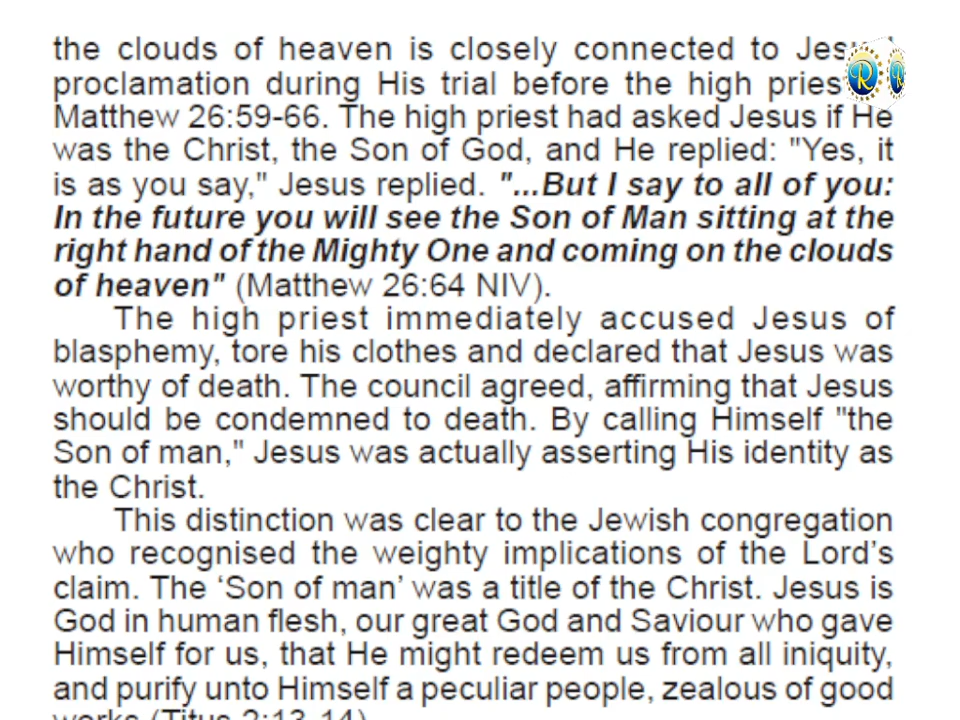 the clouds of heaven is closely connected to
proclamation during His trial before the high
Matthew 26:59-66. The high priest had asked Jesus if He
was the Christ, the Son of God, and He replied: "Yes, it
is as you say," Jesus replied. "...But I say to all of you:
In the future you will see the Son of Man sitting at the
right hand of the Mighty One and coming on the clouds
of heaven" (Matthew 26:64 NIV).
The high priest immediately accused Jesus of
blasphemy, tore his clothes and declared that Jesus was
worthy of death. The council agreed, affirming that Jesus
should be condemned to death. By calling Himself "the
Son of man," Jesus was actually asserting His identity as
the Christ.
This distinction was clear to the Jewish congregation
who recognised the weighty implications of the Lord’s
claim. The ‘Son of man’ was a title of the Christ. Jesus is
God in human flesh, our great God and Saviour who gave
Himself for us, that He might redeem us from all iniquity,
and purify unto Himself a peculiar people, zealous of good
works (Titus 2:13-14)
R
R